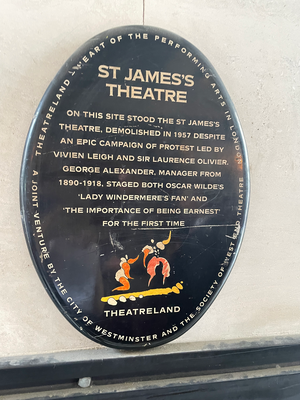 THEATRELAND · HEART OF THE PERFORMING ARTS IN LONDON
ST JAMES'S
THEATRE
ON THIS SITE STOOD THE ST JAMES'S
THEATRE, DEMOLISHED IN 1957 DESPITE
AN EPIC CAMPAIGN OF PROTEST LED BY
VIVIEN LEIGH AND SIR LAURENCE OLIVIER.
GEORGE ALEXANDER, MANAGER FROM
1890-1918, STAGED BOTH OSCAR WILDE'S
'LADY WINDERMERE'S FAN' AND
'THE IMPORTANCE OF BEING EARNEST'
FOR THE FIRST TIME
THEATRELAND
A JOINT VENTURE BY THE CITY OF WESTMINSTER AND THE SOCIETY OF WEST END THEATRE